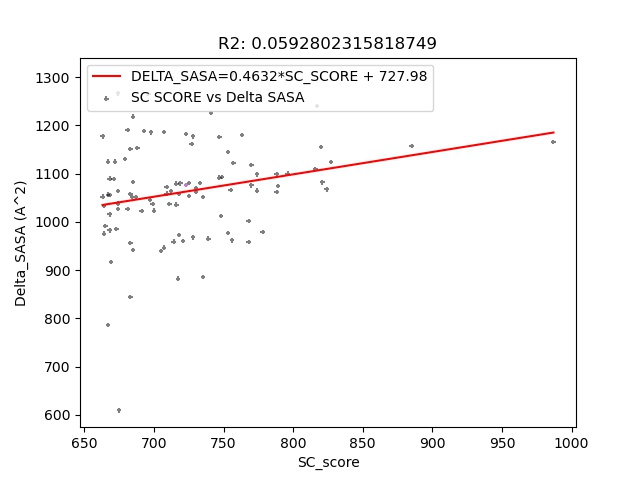 R2: 0.0592802315818749
DELTA_SASA=0.4632*SC_SCORE + 727.98
SC SCORE vs Delta SASA
1300
1200
1100
1000
900
800
700
600
Delta_SASA (A^2)
650 700 750 800 850 900 950 1000
SC_score